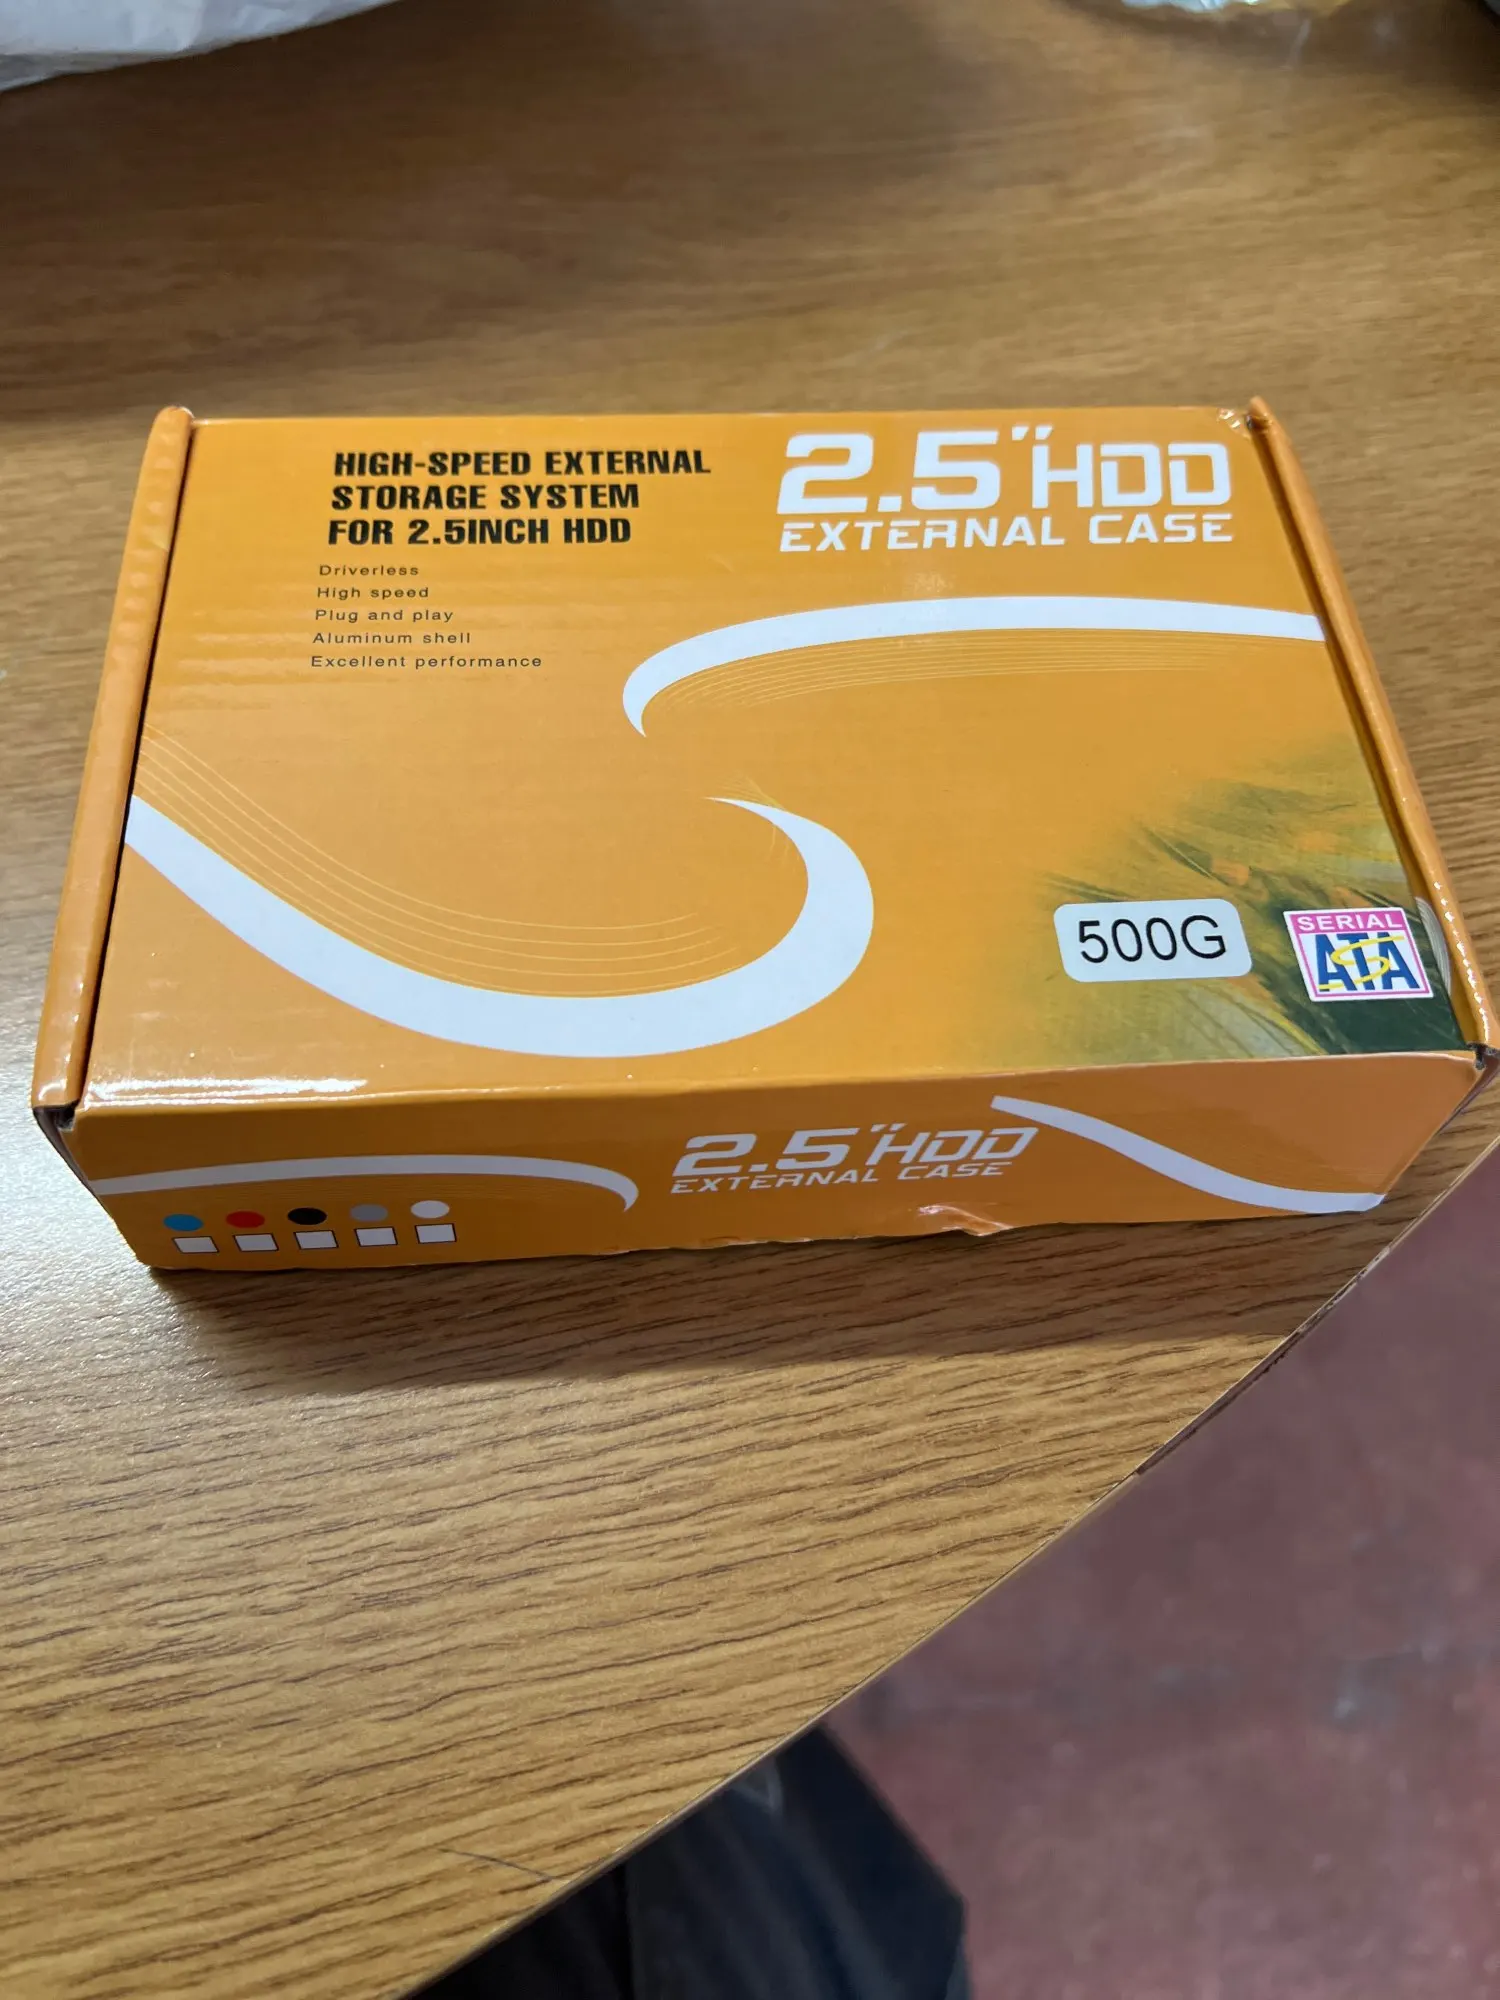 HIGH-SPEED EXTERNAL
STORAGE SYSTEM
FOR 2.5INCH HDD
Driverless
High speed
Plug and play
Aluminum shell
Excellent performance
2.5"HDD
EXTERNAL CASE
500G
SERIAL
ATA
2.5"HDD
EXTERNAL CASE